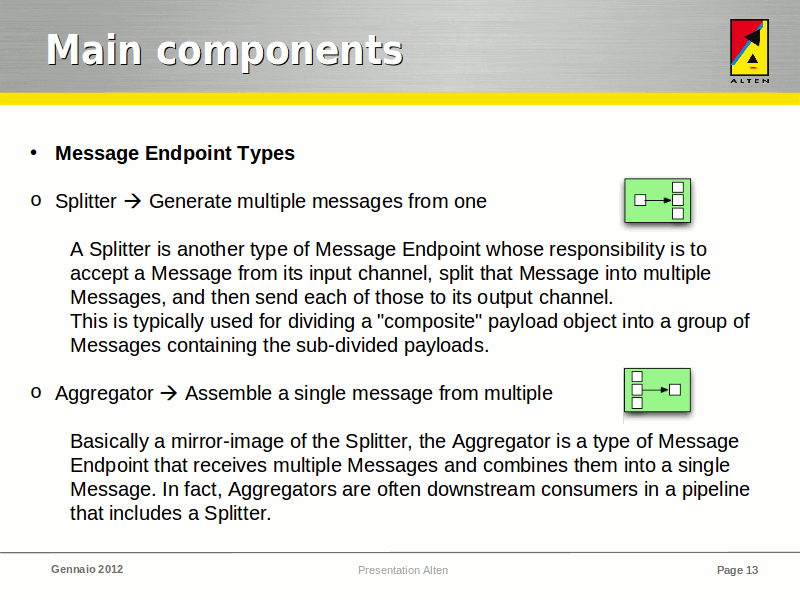 Main components
ALTEN
• Message Endpoint Types
o Splitter → Generate multiple messages from one
A Splitter is another type of Message Endpoint whose responsibility is to
accept a Message from its input channel, split that Message into multiple
Messages, and then send each of those to its output channel.
This is typically used for dividing a "composite" payload object into a group of
Messages containing the sub-divided payloads.
o Aggregator → Assemble a single message from multiple
Basically a mirror-image of the Splitter, the Aggregator is a type of Message
Endpoint that receives multiple Messages and combines them into a single
Message. In fact, Aggregators are often downstream consumers in a pipeline
that includes a Splitter.
Gennaio 2012
Presentation Alten
Page 13